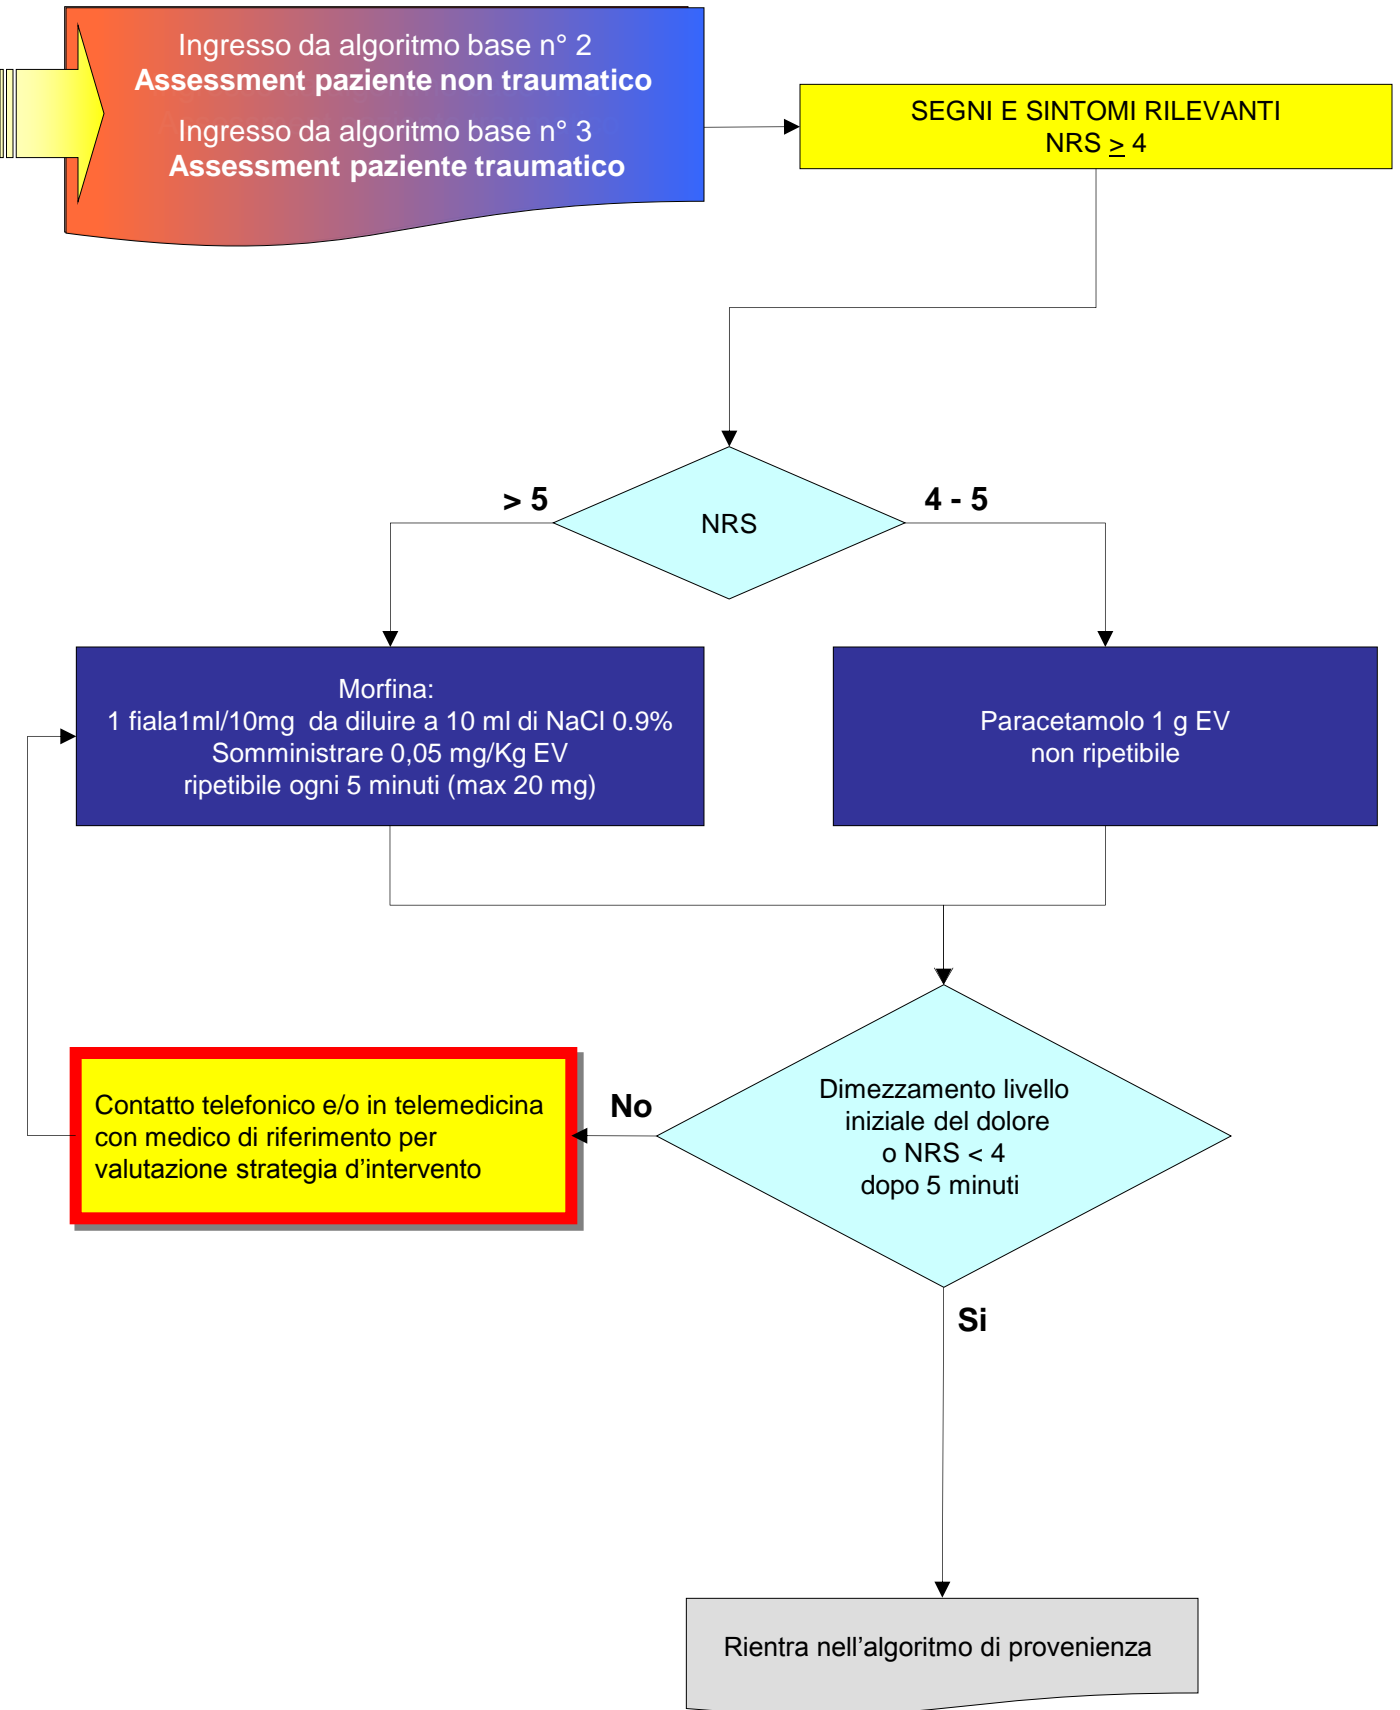 Ingresso da algoritmo base n° 2
Assessment paziente non traumatico
Ingresso da algoritmo base n° 3
Assessment paziente traumatico
SEGNI E SINTOMI RILEVANTI
NRS ≥ 4
> 5
4 - 5
NRS
Morfina:
1 fiala1ml/10mg da diluire a 10 ml di NaCl 0.9%
Somministrare 0,05 mg/Kg EV
ripetibile ogni 5 minuti (max 20 mg)
Paracetamolo 1 g EV
non ripetibile
Contatto telefonico e/o in telemedicina
con medico di riferimento per
valutazione strategia d’intervento
No
Dimezzamento livello
iniziale del dolore
o NRS < 4
dopo 5 minuti
Si
Rientra nell’algoritmo di provenienza